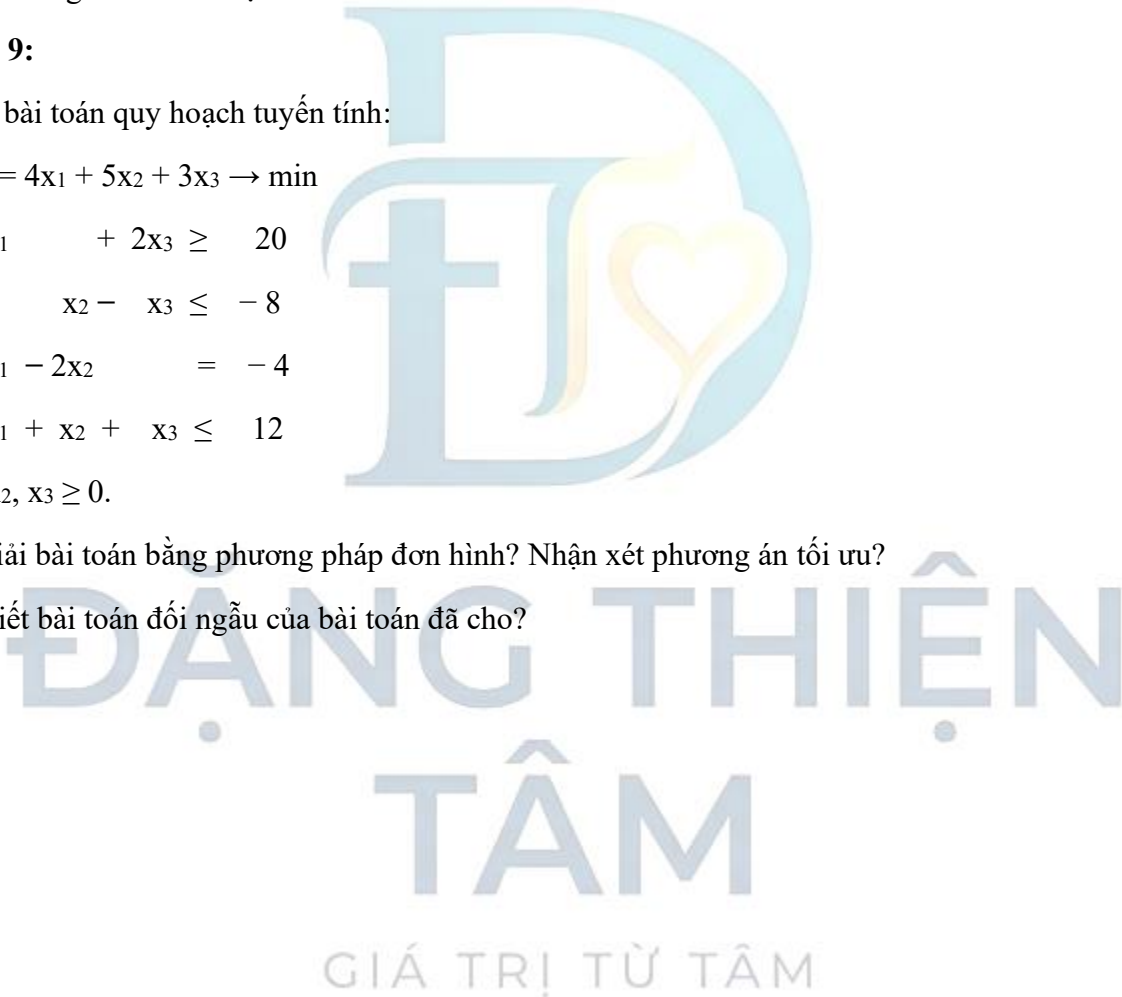 9:
bài toán quy hoạch tuyến tính:
= 4x₁ + 5x₂ + 3x₃ → min
₁ + 2x₃ ≥ 20
x₂ − x₃ ≤ − 8
₁ − 2x₂ = − 4
₁ + x₂ + x₃ ≤ 12
₂, x₃ ≥ 0.
iải bài toán bằng phương pháp đơn hình? Nhận xét phương án tối ưu?
iết bài toán đối ngẫu của bài toán đã cho?
ĐẶNG THIÊN
TÂM
GIÁ TRỊ TỪ TÂM